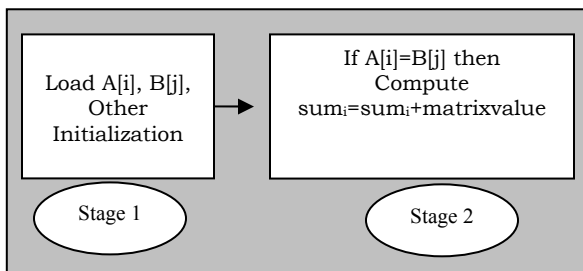 Load A[i], B[j],
Other
Initialization
If A[i]=B[j] then
Compute
sumᵢ=sumᵢ+matrixvalue
Stage 1
Stage 2